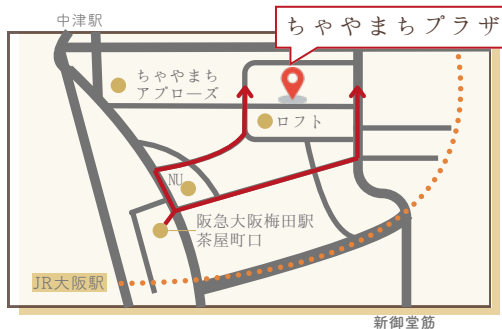 中津駅
ちゃやまちプラザ
ちゃやまち
アプローズ
ロフト
NU
阪急大阪梅田駅
茶屋町口
JR大阪駅
新御堂筋